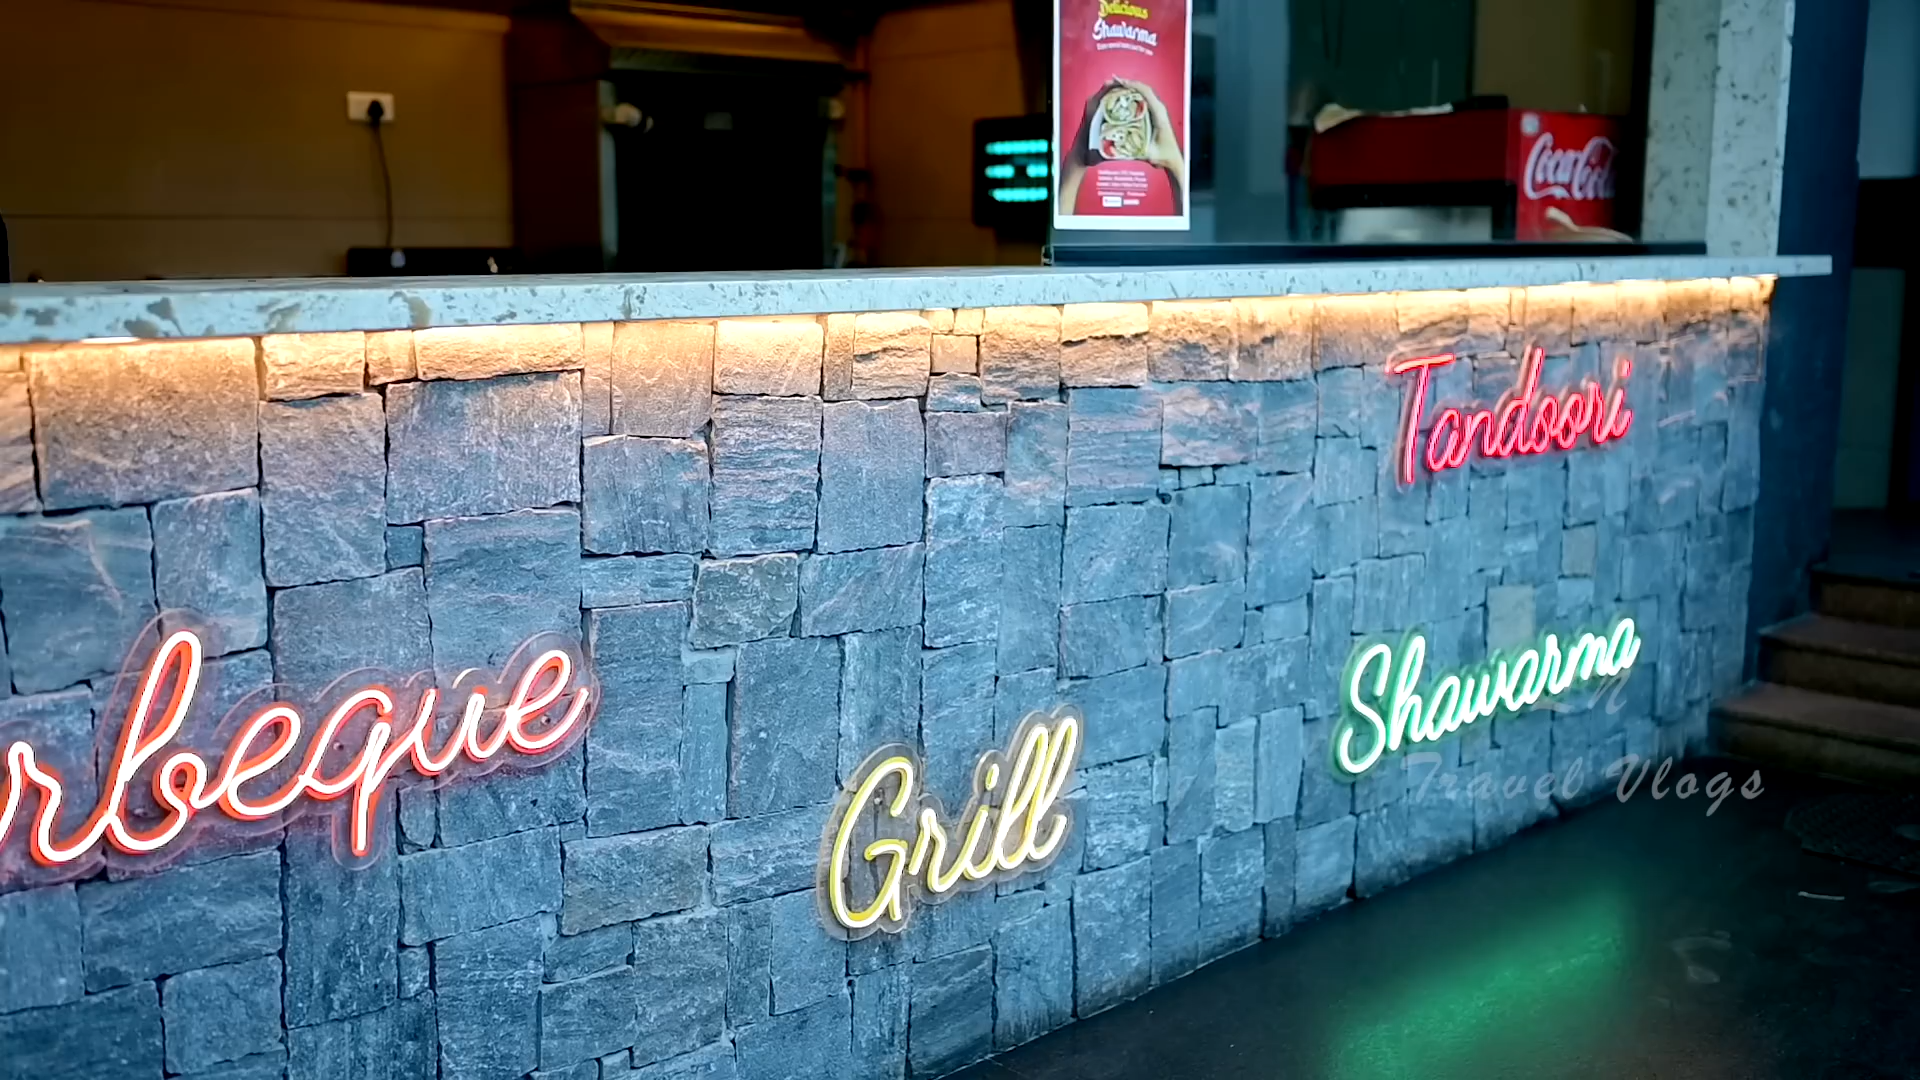 Delicious
Shawarma
Coca-Cola
Tandoori
Shawarma
rbeque
Grill
Travel Vlogs